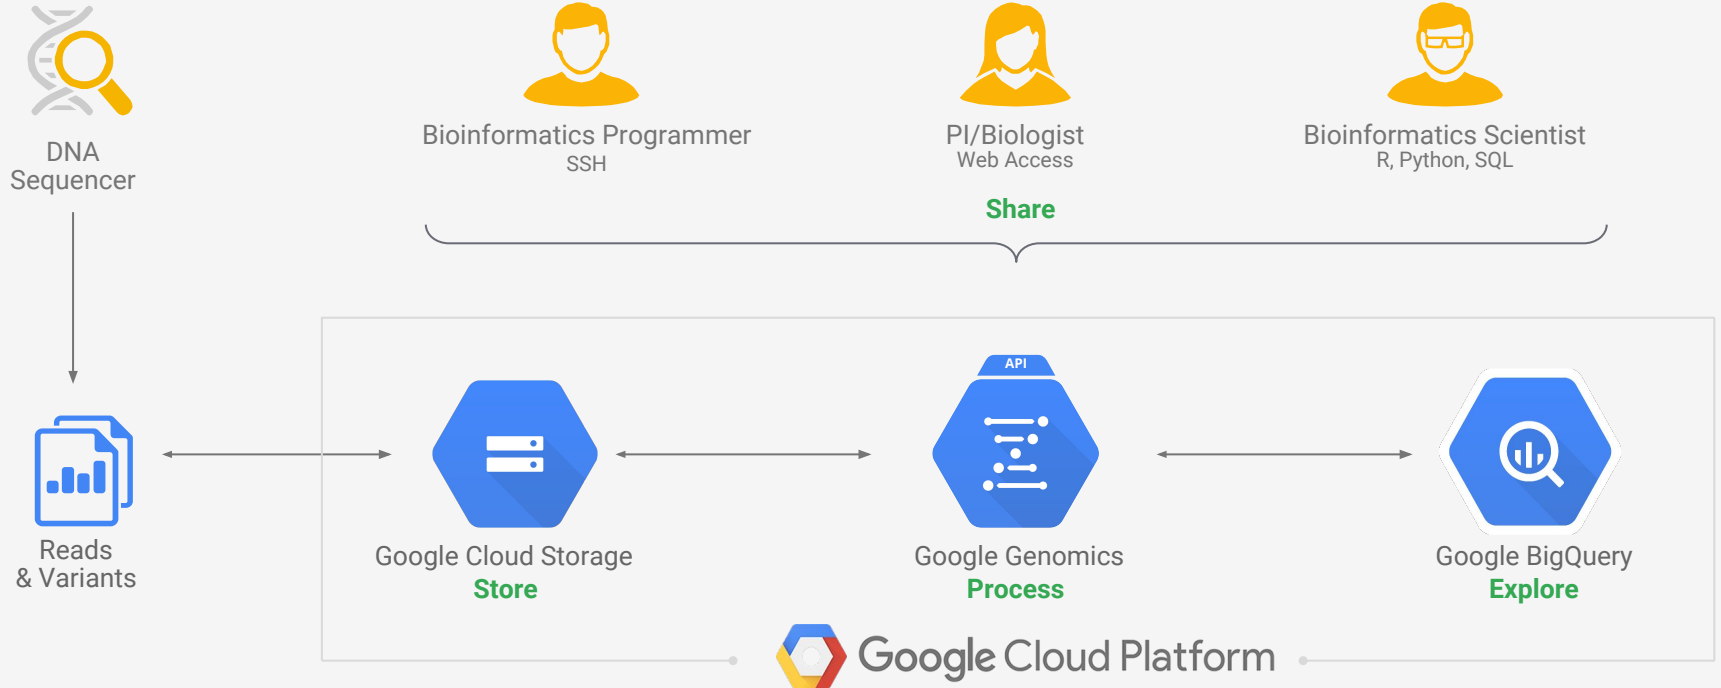 DNA
Sequencer
Bioinformatics Programmer
SSH
PI/Biologist
Web Access
Bioinformatics Scientist
R, Python, SQL
Share
API
Reads
& Variants
Google Cloud Storage
Store
Google Genomics
Process
Google BigQuery
Explore
Google Cloud Platform